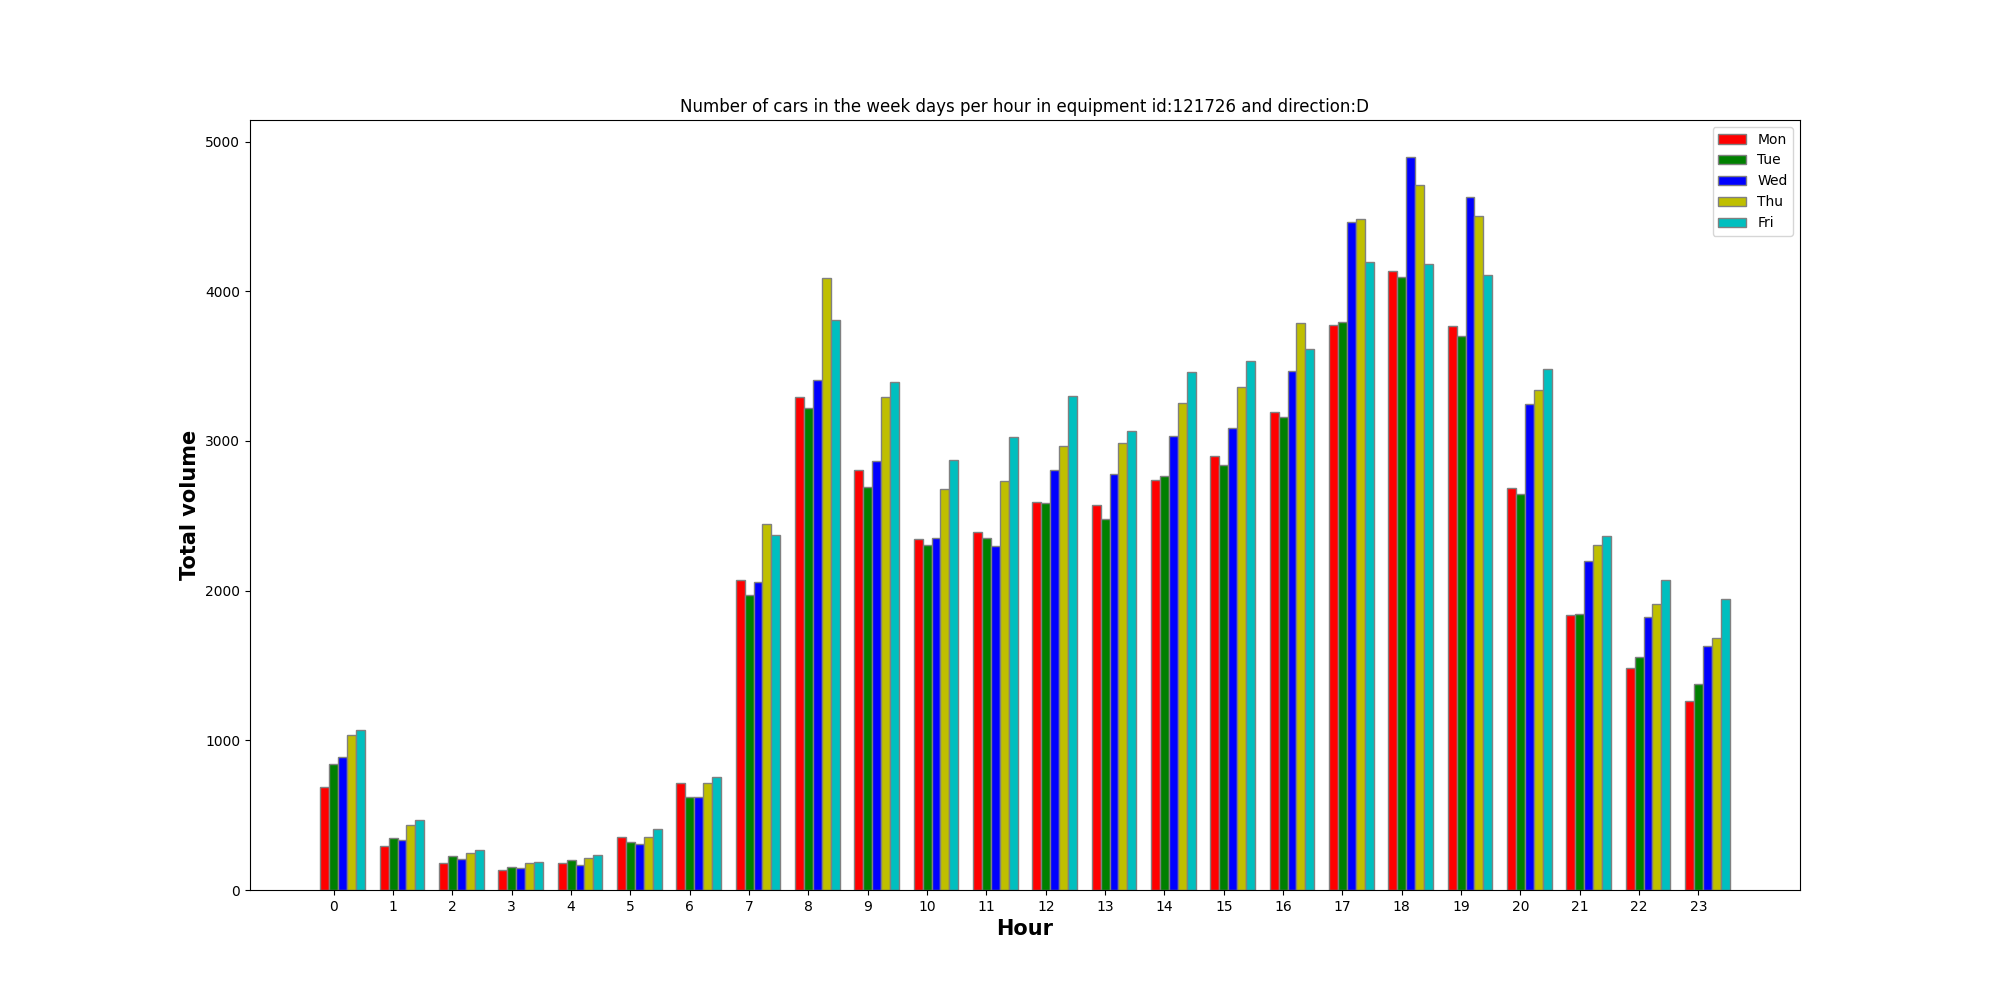 Number of cars in the week days per hour in equipment id:121726 and direction:D
5000
4000
3000
2000
1000
0
Total volume
Mon
Tue
Wed
Thu
Fri
0 1 2 3 4 5 6 7 8 9 10 11 12 13 14 15 16 17 18 19 20 21 22 23
Hour